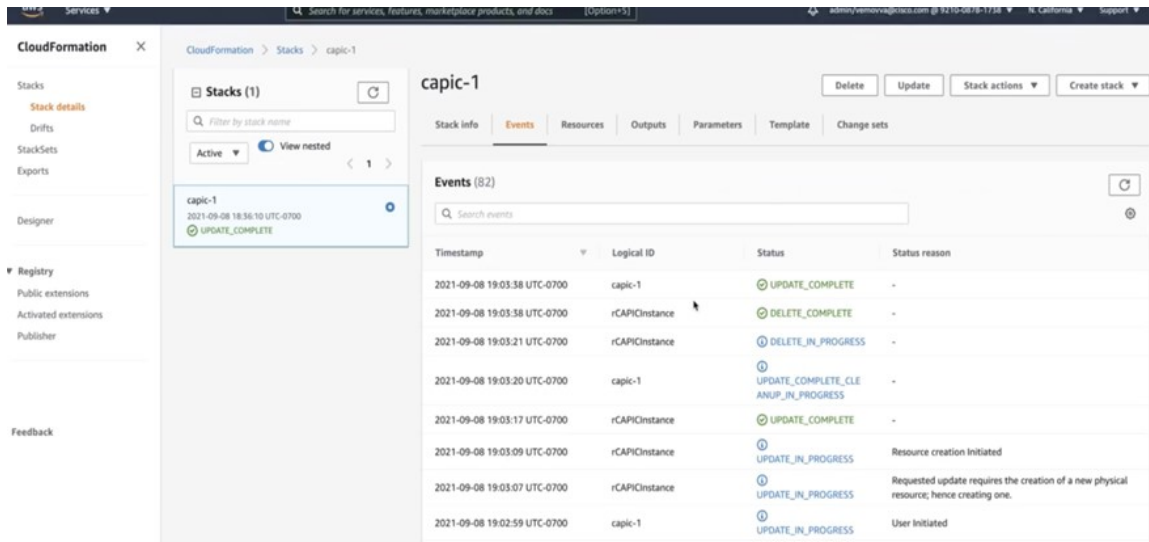 aws
Services
Search for services, features, marketplace products, and docs
[Option+S]
admin/vemovva@cisco.com @ 9210-0878-1758
N. California
Support
CloudFormation
Stacks
Stack details
Drifts
StackSets
Exports
Designer
Registry
Public extensions
Activated extensions
Publisher
Feedback
CloudFormation > Stacks > capic-1
Stacks (1)
Filter by stack name
Active
View nested
< 1 >
capic-1
2021-09-08 18:36:10 UTC-0700
UPDATE_COMPLETE
capic-1
Delete
Update
Stack actions
Create stack
Stack info
Events
Resources
Outputs
Parameters
Template
Change sets
Events (82)
Search events
Timestamp Logical ID Status Status reason
2021-09-08 19:03:38 UTC-0700 capic-1 UPDATE_COMPLETE -
2021-09-08 19:03:38 UTC-0700 rCAPICInstance DELETE_COMPLETE -
2021-09-08 19:03:21 UTC-0700 rCAPICInstance DELETE_IN_PROGRESS -
2021-09-08 19:03:20 UTC-0700 capic-1 UPDATE_COMPLETE_CLE
ANUP_IN_PROGRESS -
2021-09-08 19:03:17 UTC-0700 rCAPICInstance UPDATE_COMPLETE -
2021-09-08 19:03:09 UTC-0700 rCAPICInstance UPDATE_IN_PROGRESS Resource creation Initiated
2021-09-08 19:03:07 UTC-0700 rCAPICInstance UPDATE_IN_PROGRESS Requested update requires the creation of a new physical
resource; hence creating one.
2021-09-08 19:02:59 UTC-0700 capic-1 UPDATE_IN_PROGRESS User Initiated